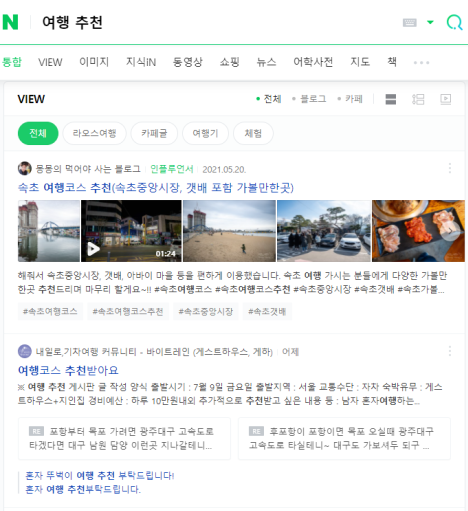 N 여행 추천
통합 VIEW 이미지 지식iN 동영상 쇼핑 뉴스 어학사전 지도 책
VIEW
전체 블로그 카페
전체 라오스여행 카페글 여행기 체험
몽몽의 먹어야 사는 블로그 인플루언서 2021.05.20.
속초 여행코스 추천(속초중앙시장, 갯배 포함 가볼만한곳)
01:24
해줘서 속초중앙시장, 갯배, 아바이 마을 등을 편하게 이용했습니다. 속초 여행 가시는 분들에게 다양한 가볼만
한곳 추천드리며 마무리 할게요~!! #속초여행코스 #속초여행코스추천 #속초중앙시장 #속초갯배 #속초가볼...
#속초여행코스 #속초여행코스추천 #속초중앙시장 #속초갯배
내일로,기자여행 커뮤니티 - 바이트레인 (게스트하우스, 게하) 어제
여행코스 추천받아요
※ 여행 추천 게시판 글 작성 양식 출발시기 : 7월 9일 금요일 출발지역 : 서울 교통수단 : 자차 숙박유무 : 게스
트하우스+지인집 경비예산 : 하루 10만원내외 추가적으로 추천받고 싶은 내용 등 : 남자 혼자여행하는...
RE 포항부터 목포 가려면 광주대구 고속도로
타겠다면 대구 남원 담양 이런곳 지나갈테니...
RE 후포항이 포항이면 목포 오실때 광주대구
고속도로 타실테니~ 대구도 가보셔두 되구 ...
혼자 뚜벅이 여행 추천 부탁드립니다!
혼자 여행 추천부탁드립니다.